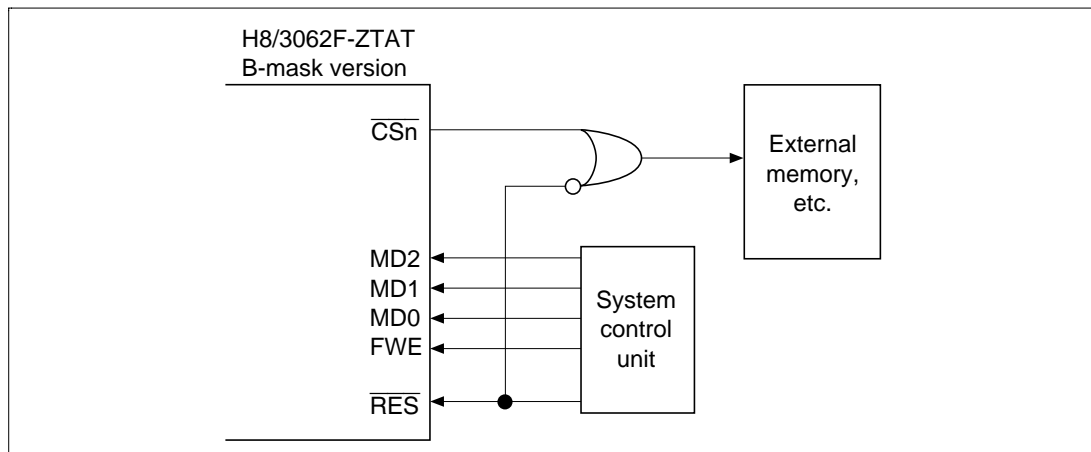 H8/3062F-ZTAT
B-mask version
CSn
External
memory,
etc.
MD2
MD1
MD0
FWE
RES
System
control
unit